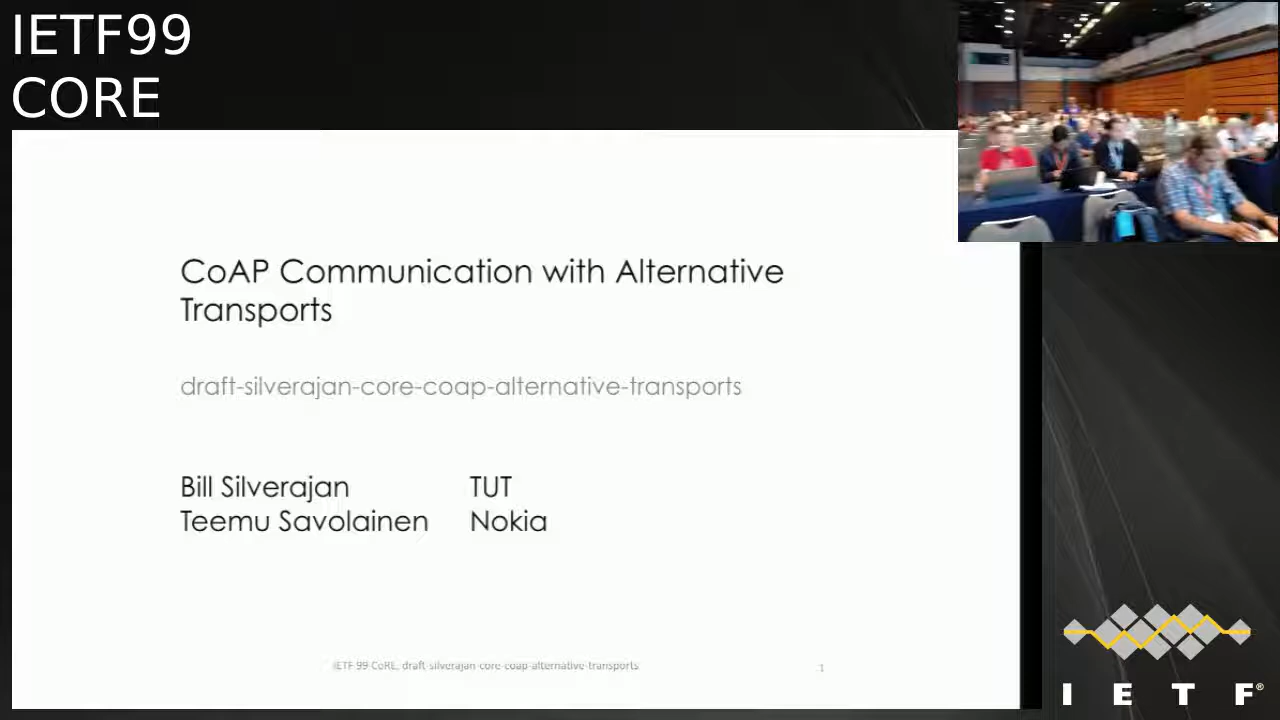 IETF99
CORE
CoAP Communication with Alternative
Transports
draft-silverajan-core-coap-alternative-transports
Bill Silverajan TUT
Teemu Savolainen Nokia
IETF 99 CoRE, draft-silverajan-core-coap-alternative-transports 1
I E T F®